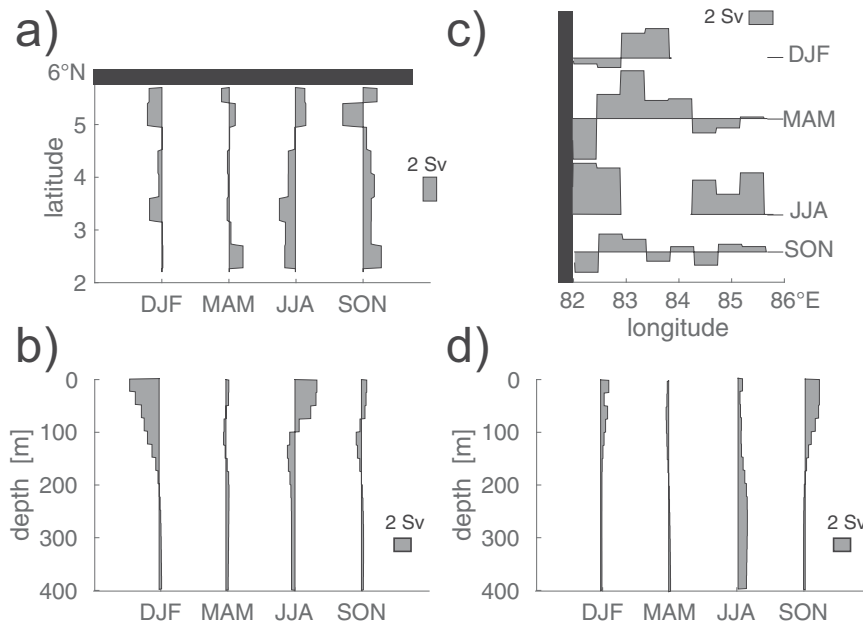 a)
6°N
5
4
3
2
latitude
2 Sv
DJF MAM JJA SON
c)
2 Sv
DJF
MAM
JJA
SON
82 83 84 85 86°E
longitude
b)
0
100
200
300
400
depth [m]
2 Sv
DJF MAM JJA SON
d)
0
100
200
300
400
depth [m]
2 Sv
DJF MAM JJA SON